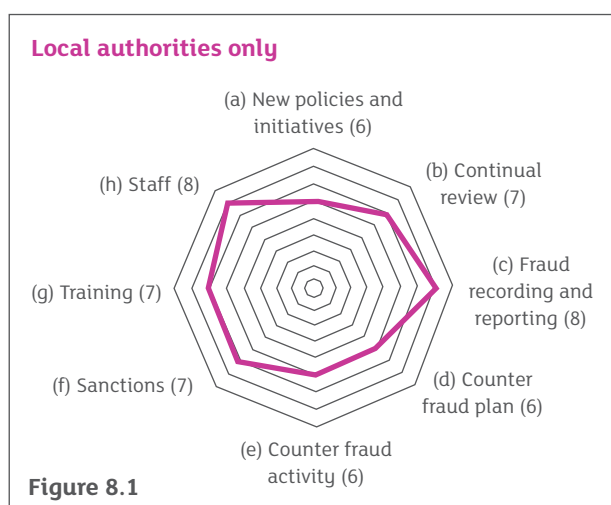 Local authorities only
(a) New policies and
initiatives (6)
(b) Continual
review (7)
(c) Fraud
recording and
reporting (8)
(d) Counter
fraud plan (6)
(e) Counter fraud
activity (6)
(f) Sanctions (7)
(g) Training (7)
(h) Staff (8)
Figure 8.1